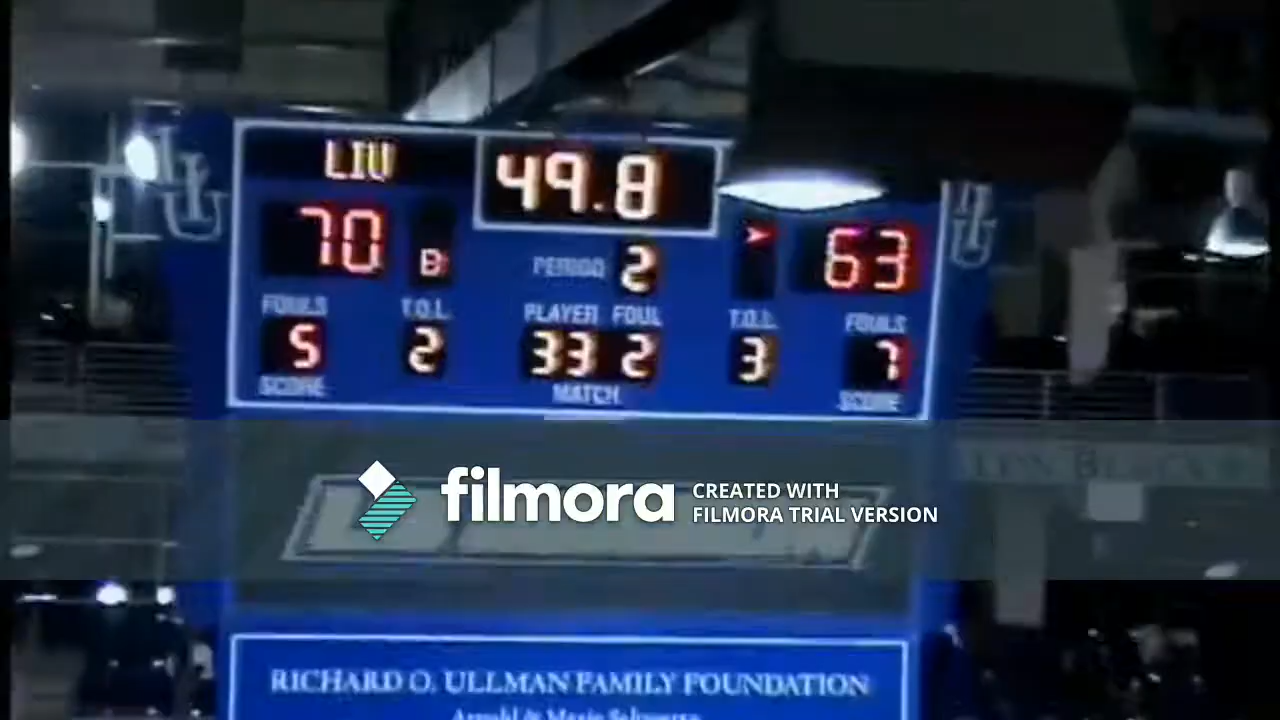 LIU 49.8
70 B 63
PERIOD 2
FOULS T.O.L. PLAYER FOUL T.O.L. FOULS
5 2 33 2 3 7
SCORE MATCH SCORE
filmora CREATED WITH
FILMORA TRIAL VERSION
RICHARD O. ULLMAN FAMILY FOUNDATION